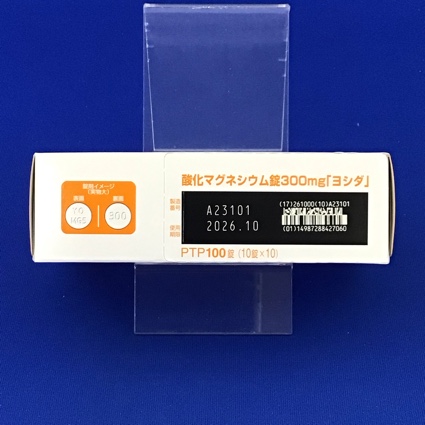 錠剤イメージ
(実物大)
表面 裏面
YO
MG5
300
酸化マグネシウム錠300mg「ヨシダ」
製造
番号
A23101
使用
期限
2026.10
(17)261000(10)A23101
(01)14987288427060
PTP100錠 (10錠×10)